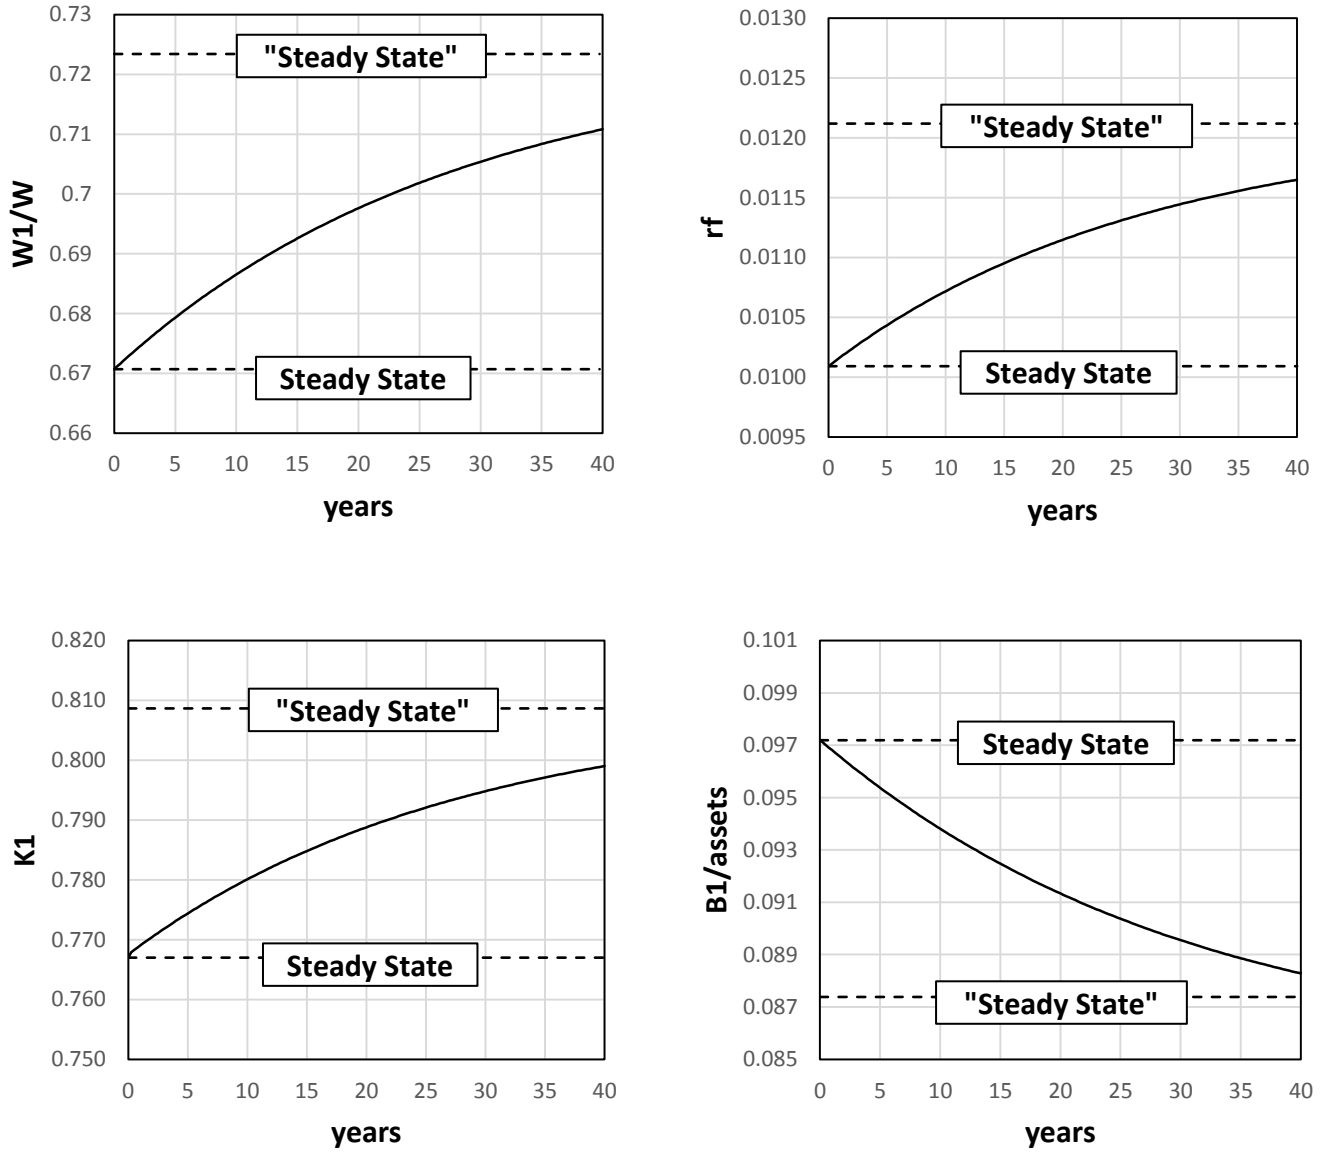 W1/W
0.73
0.72
0.71
0.7
0.69
0.68
0.67
0.66
"Steady State"
Steady State
0 5 10 15 20 25 30 35 40
years
rf
0.0130
0.0125
0.0120
0.0115
0.0110
0.0105
0.0100
0.0095
"Steady State"
Steady State
0 5 10 15 20 25 30 35 40
years
K1
0.820
0.810
0.800
0.790
0.780
0.770
0.760
0.750
"Steady State"
Steady State
0 5 10 15 20 25 30 35 40
years
B1/assets
0.101
0.099
0.097
0.095
0.093
0.091
0.089
0.087
0.085
Steady State
"Steady State"
0 5 10 15 20 25 30 35 40
years